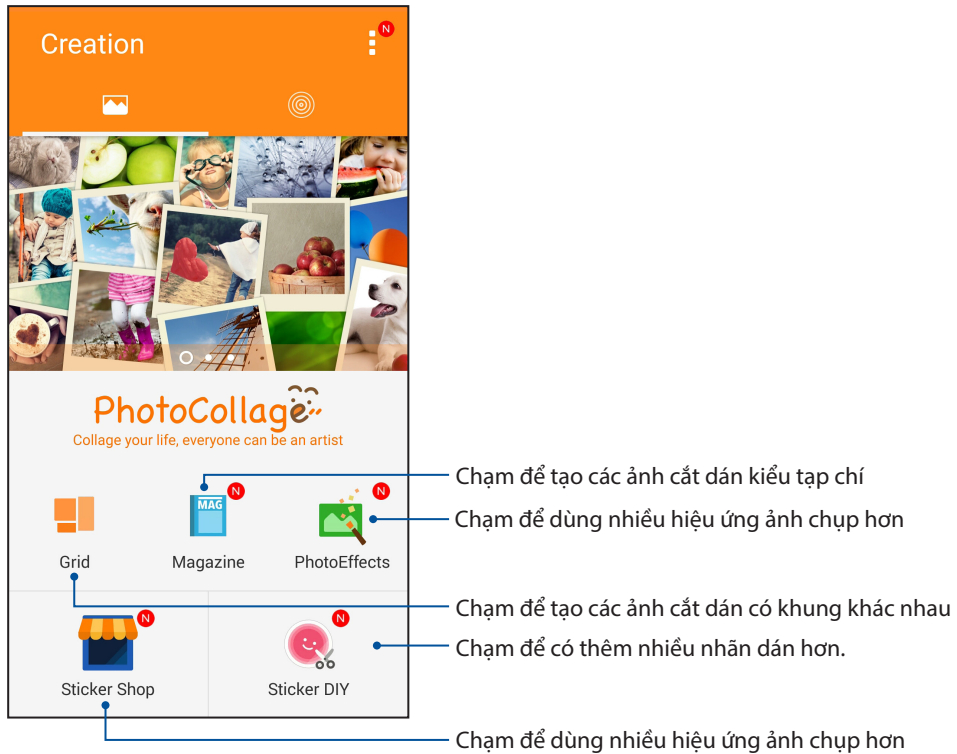 Creation
N
PhotoCollage
Collage your life, everyone can be an artist
MAG
N
N
Grid
Magazine
PhotoEffects
Chạm để tạo các ảnh cắt dán kiểu tạp chí
Chạm để dùng nhiều hiệu ứng ảnh chụp hơn
N
N
Sticker Shop
Sticker DIY
Chạm để tạo các ảnh cắt dán có khung khác nhau
Chạm để có thêm nhiều nhãn dán hơn.
Chạm để dùng nhiều hiệu ứng ảnh chụp hơn